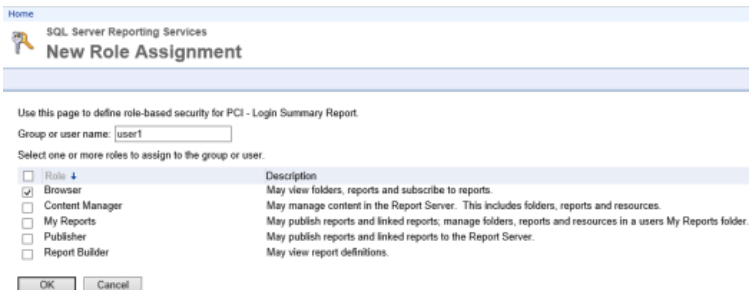 Home
SQL Server Reporting Services
New Role Assignment
Use this page to define role-based security for PCI - Login Summary Report.
Group or user name: user1
Select one or more roles to assign to the group or user.
Role Description
Browser May view folders, reports and subscribe to reports.
Content Manager May manage content in the Report Server. This includes folders, reports and resources.
My Reports May publish reports and linked reports; manage folders, reports and resources in a users My Reports folder.
Publisher May publish reports and linked reports to the Report Server.
Report Builder May view report definitions.
OK Cancel